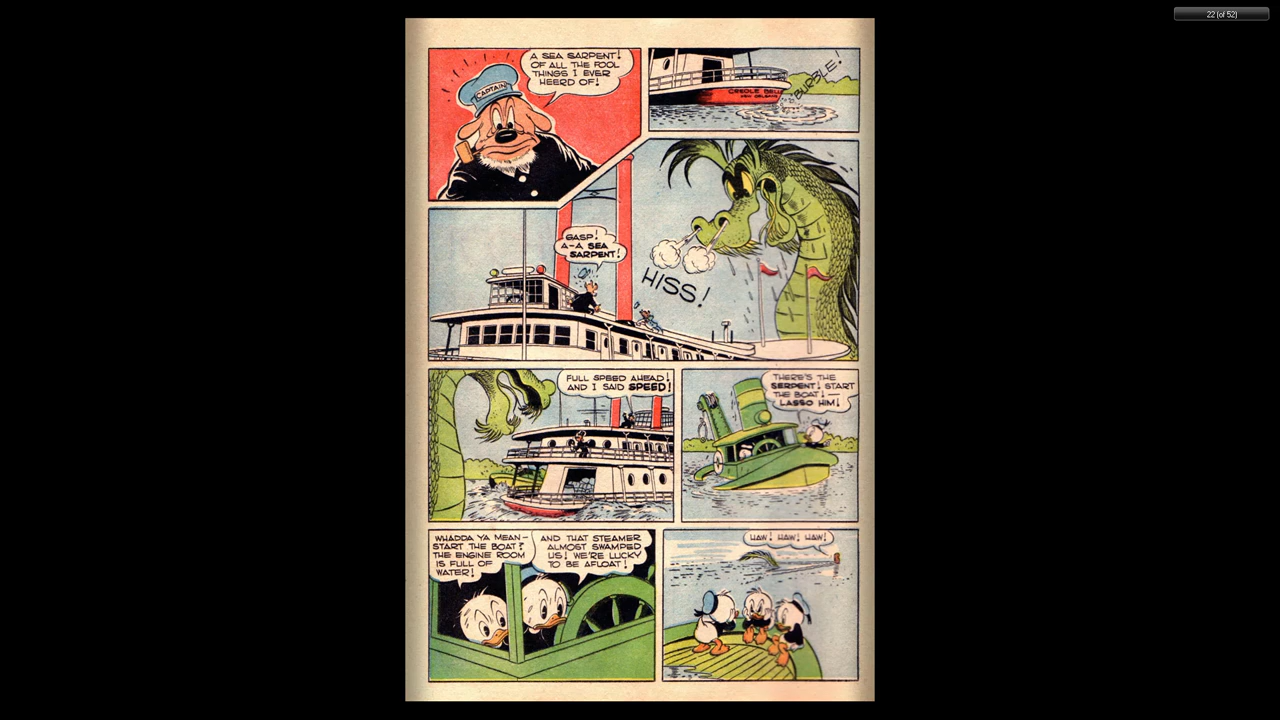 22 (of 52)
A SEA SARPENT!
OF ALL THE FOOL
THINGS I EVER
HEERD OF!
CAPTAIN
CREOLE BELLE
NEW ORLEANS
BURBLE!
GASP!
A-A SEA
SARPENT!
HISS!
FULL SPEED AHEAD!
AND I SAID SPEED!
THERE'S THE
SERPENT! START
THE BOAT!—
LASSO HIM!
WHADDA YA MEAN—
START THE BOAT?
THE ENGINE ROOM
IS FULL OF
WATER!
AND THAT STEAMER
ALMOST SWAMPED
US! WE'RE LUCKY
TO BE AFLOAT!
HAW! HAW! HAW!